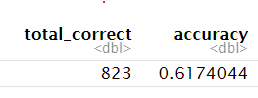 total_correct accuracy
<dbl> <dbl>
823 0.6174044